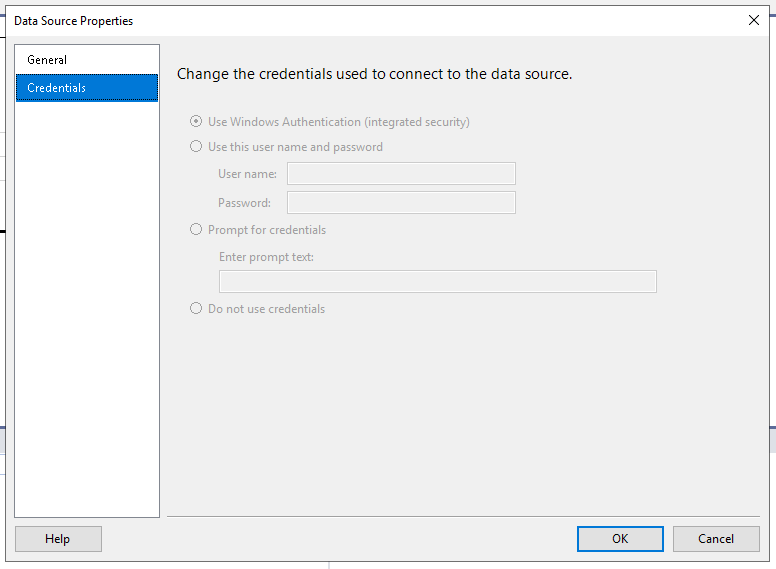 Data Source Properties
General
Credentials
Change the credentials used to connect to the data source.
Use Windows Authentication (integrated security)
Use this user name and password
User name:
Password:
Prompt for credentials
Enter prompt text:
Do not use credentials
Help
OK
Cancel